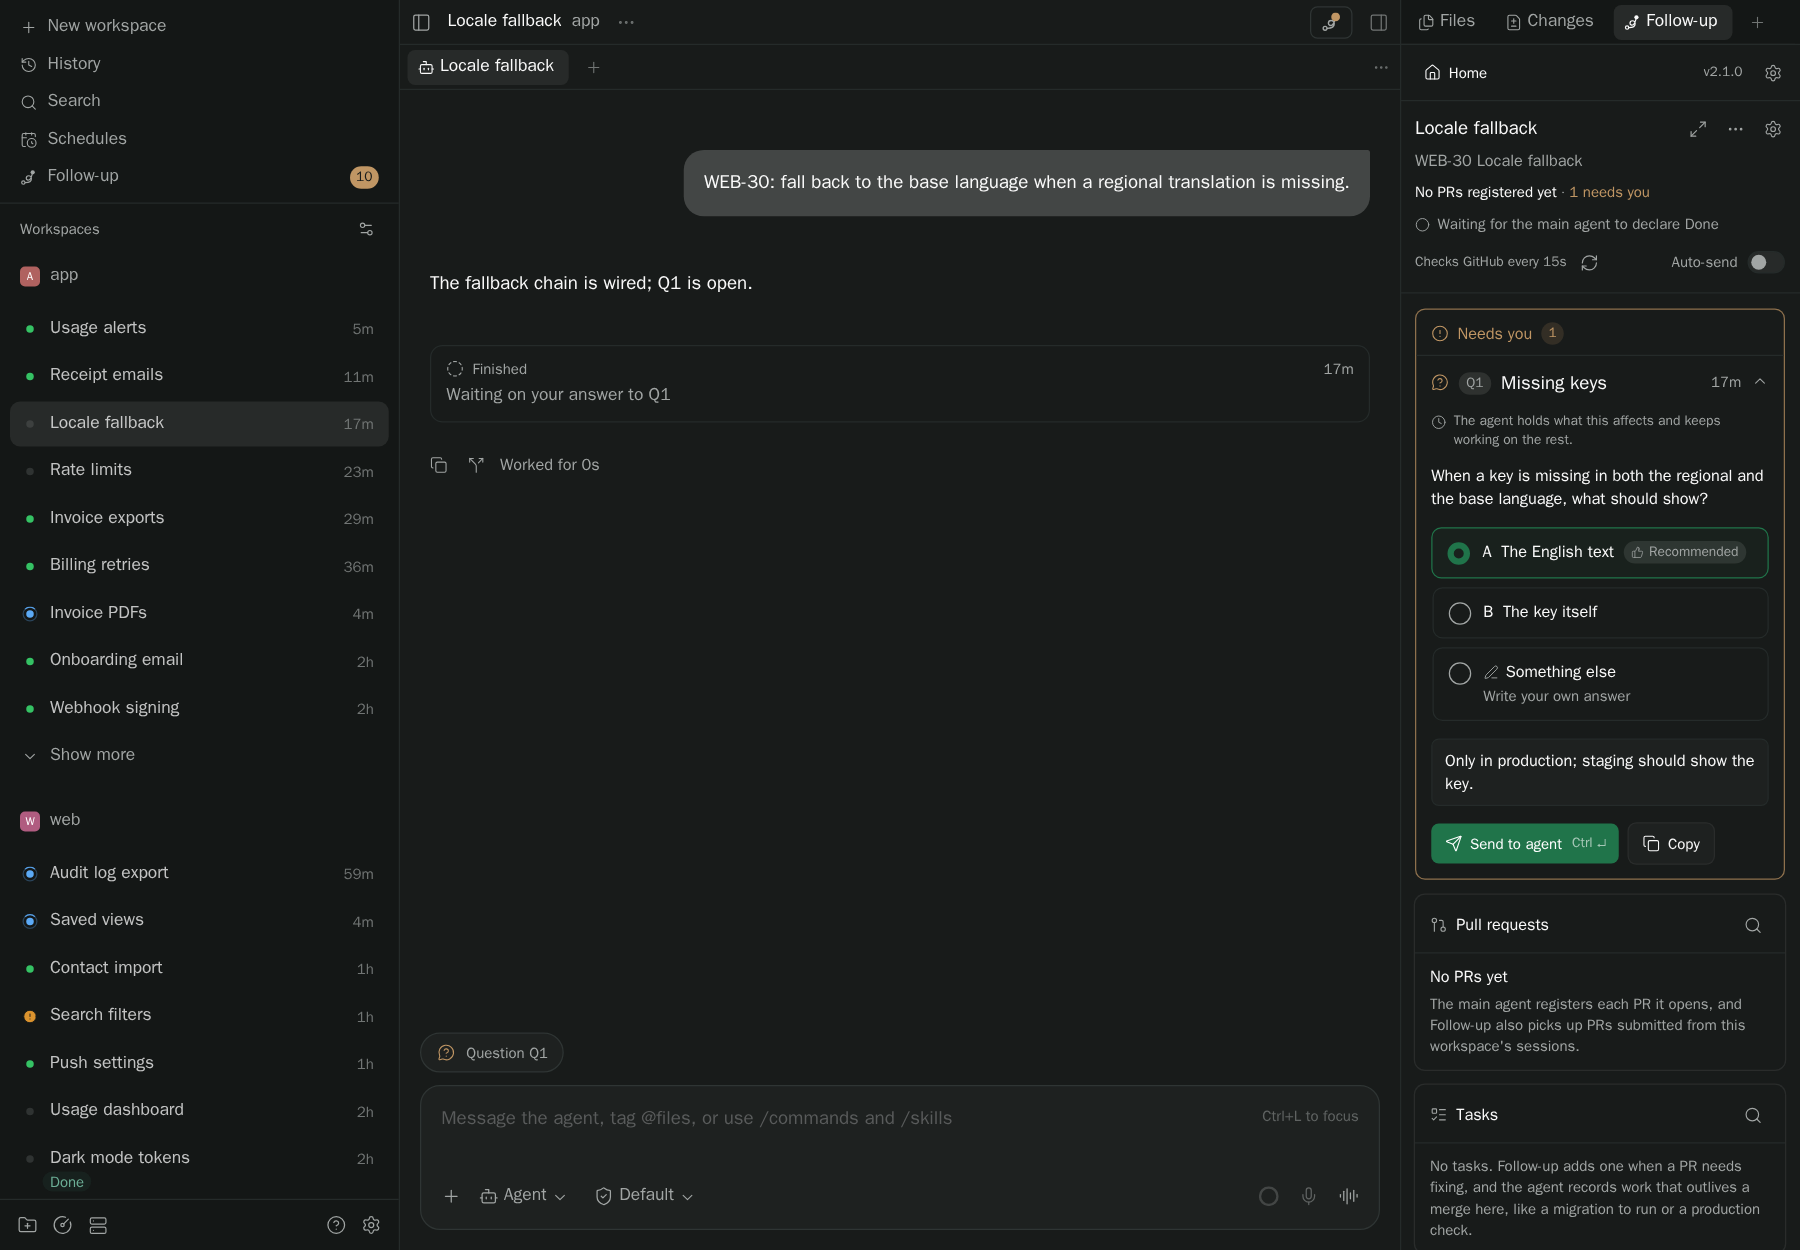 New workspace
History
Search
Schedules
Follow-up 10
Workspaces
A app
Usage alerts 5m
Receipt emails 11m
Locale fallback 17m
Rate limits 23m
Invoice exports 29m
Billing retries 36m
Invoice PDFs 4m
Onboarding email 2h
Webhook signing 2h
Show more
W web
Audit log export 59m
Saved views 4m
Contact import 1h
Search filters 1h
Push settings 1h
Usage dashboard 2h
Dark mode tokens 2h
Done
Locale fallback app
Locale fallback
WEB-30: fall back to the base language when a regional translation is missing.
The fallback chain is wired; Q1 is open.
Finished 17m
Waiting on your answer to Q1
Worked for 0s
Question Q1
Message the agent, tag @files, or use /commands and /skills Ctrl+L to focus
Agent Default
Files Changes Follow-up
Home v2.1.0
Locale fallback
WEB-30 Locale fallback
No PRs registered yet · 1 needs you
Waiting for the main agent to declare Done
Checks GitHub every 15s Auto-send
Needs you 1
Q1 Missing keys 17m
The agent holds what this affects and keeps
working on the rest.
When a key is missing in both the regional and
the base language, what should show?
A The English text Recommended
B The key itself
Something else
Write your own answer
Only in production; staging should show the
key.
Send to agent Ctrl ↵ Copy
Pull requests
No PRs yet
The main agent registers each PR it opens, and
Follow-up also picks up PRs submitted from this
workspace's sessions.
Tasks
No tasks. Follow-up adds one when a PR needs
fixing, and the agent records work that outlives a
merge here, like a migration to run or a production
check.